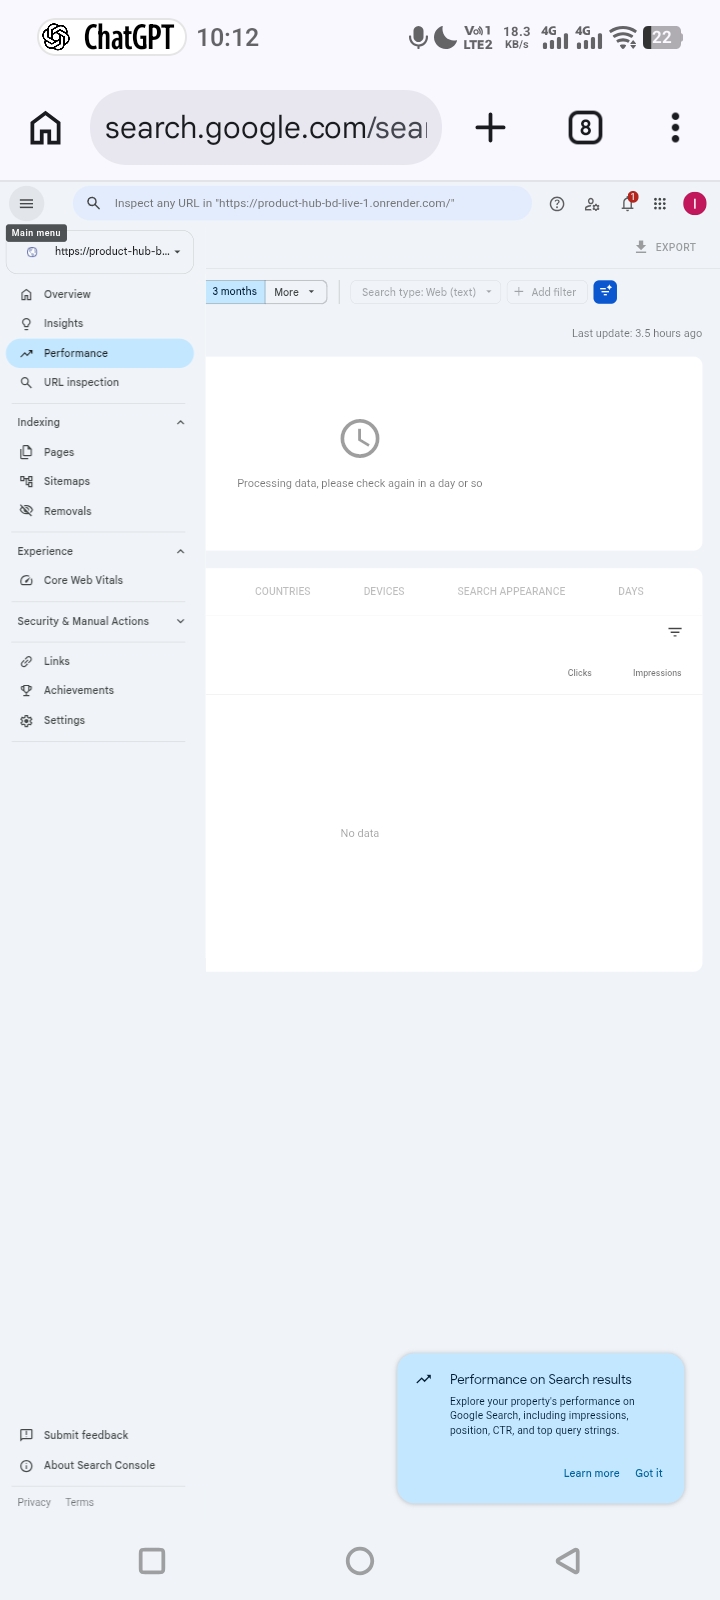 ChatGPT 10:12 Vo 1 LTE2 18.3 KB/s 4G 4G 22
search.google.com/sear
8
Inspect any URL in "https://product-hub-bd-live-1.onrender.com/"
1
I
Main menu
https://product-hub-b...
EXPORT
Overview
3 months
More
Search type: Web (text)
Add filter
Insights
Last update: 3.5 hours ago
Performance
URL inspection
Indexing
Pages
Sitemaps
Processing data, please check again in a day or so
Removals
Experience
Core Web Vitals
COUNTRIES DEVICES SEARCH APPEARANCE DAYS
Security & Manual Actions
Links
Clicks Impressions
Achievements
Settings
No data
Performance on Search results
Explore your property's performance on
Google Search, including impressions,
position, CTR, and top query strings.
Learn more Got it
Submit feedback
About Search Console
Privacy Terms